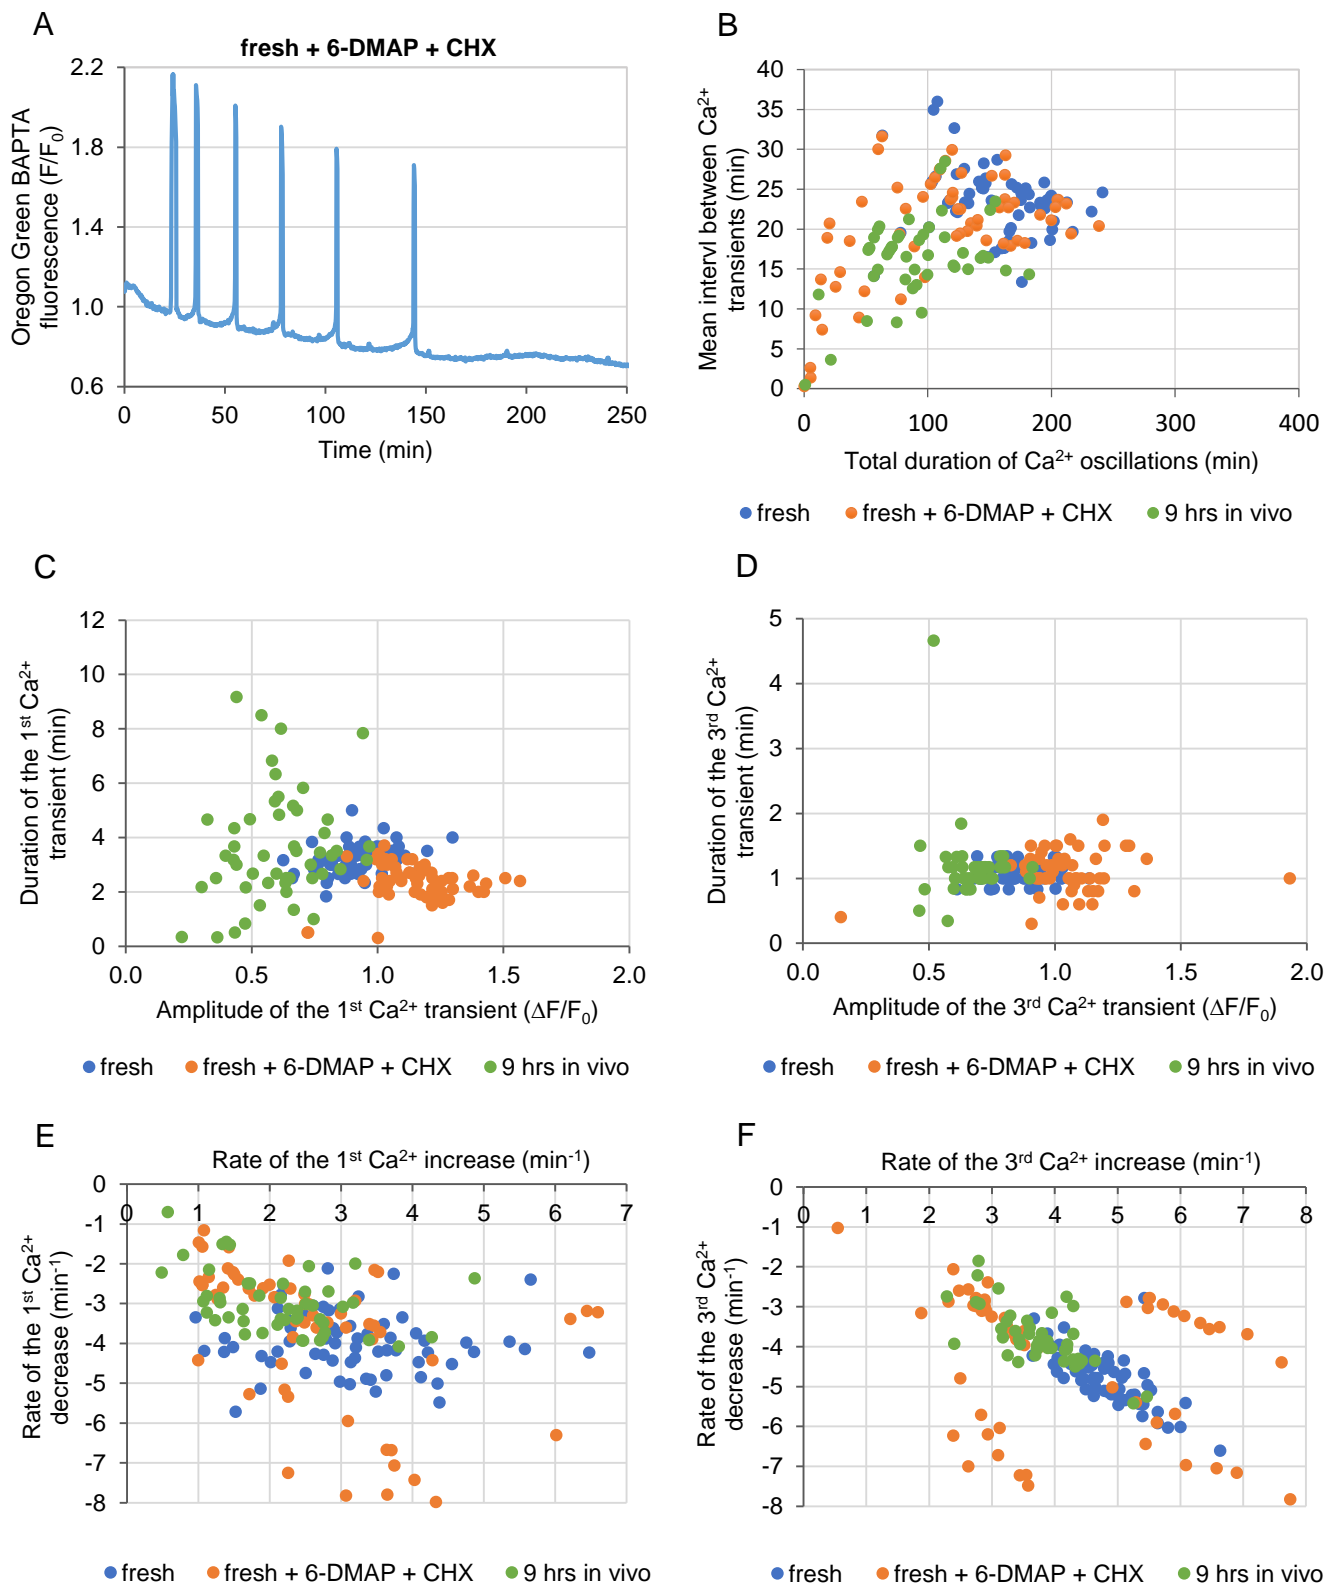 A
fresh + 6-DMAP + CHX
Oregon Green BAPTA
fluorescence (F/F₀)
2.2
1.8
1.4
1.0
0.6
0 50 100 150 200 250
Time (min)
B
Mean intervl between Ca²⁺
transients (min)
40
35
30
25
20
15
10
5
0
0 100 200 300 400
Total duration of Ca²⁺ oscillations (min)
fresh fresh + 6-DMAP + CHX 9 hrs in vivo
C
Duration of the 1ˢᵗ Ca²⁺
transient (min)
12
10
8
6
4
2
0
0.0 0.5 1.0 1.5 2.0
Amplitude of the 1ˢᵗ Ca²⁺ transient (ΔF/F₀)
fresh fresh + 6-DMAP + CHX 9 hrs in vivo
D
Duration of the 3ʳᵈ Ca²⁺
transient (min)
5
4
3
2
1
0
0.0 0.5 1.0 1.5 2.0
Amplitude of the 3ʳᵈ Ca²⁺ transient (ΔF/F₀)
fresh fresh + 6-DMAP + CHX 9 hrs in vivo
E
Rate of the 1ˢᵗ Ca²⁺ increase (min⁻¹)
Rate of the 1ˢᵗ Ca²⁺
decrease (min⁻¹)
0
0 1 2 3 4 5 6 7
-1
-2
-3
-4
-5
-6
-7
-8
fresh fresh + 6-DMAP + CHX 9 hrs in vivo
F
Rate of the 3ʳᵈ Ca²⁺ increase (min⁻¹)
Rate of the 3ʳᵈ Ca²⁺
decrease (min⁻¹)
0
0 1 2 3 4 5 6 7 8
-1
-2
-3
-4
-5
-6
-7
-8
fresh fresh + 6-DMAP + CHX 9 hrs in vivo